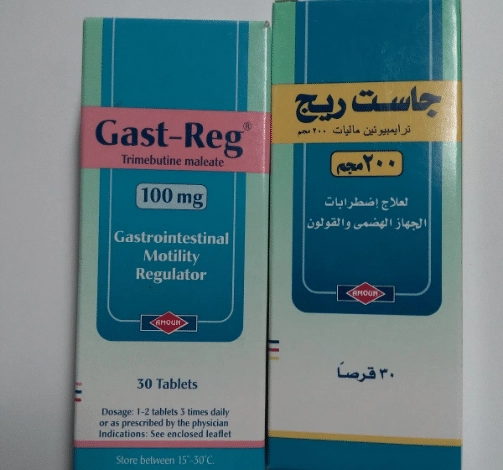 Gast-Reg®
Trimebutine maleate
100 mg
Gastrointestinal
Motility
Regulator
AMOUN
30 Tablets
Dosage: 1-2 tablets 3 times daily
or as prescribed by the physician
Indications: See enclosed leaflet
Store between 15°-30°C.
جاست ريج
ترايمبيوتين ماليات ٢٠٠ مجم
٢٠٠ مجم
لعلاج إضطرابات
الجهاز الهضمى والقولون
AMOUN
٣٠ قرصاً